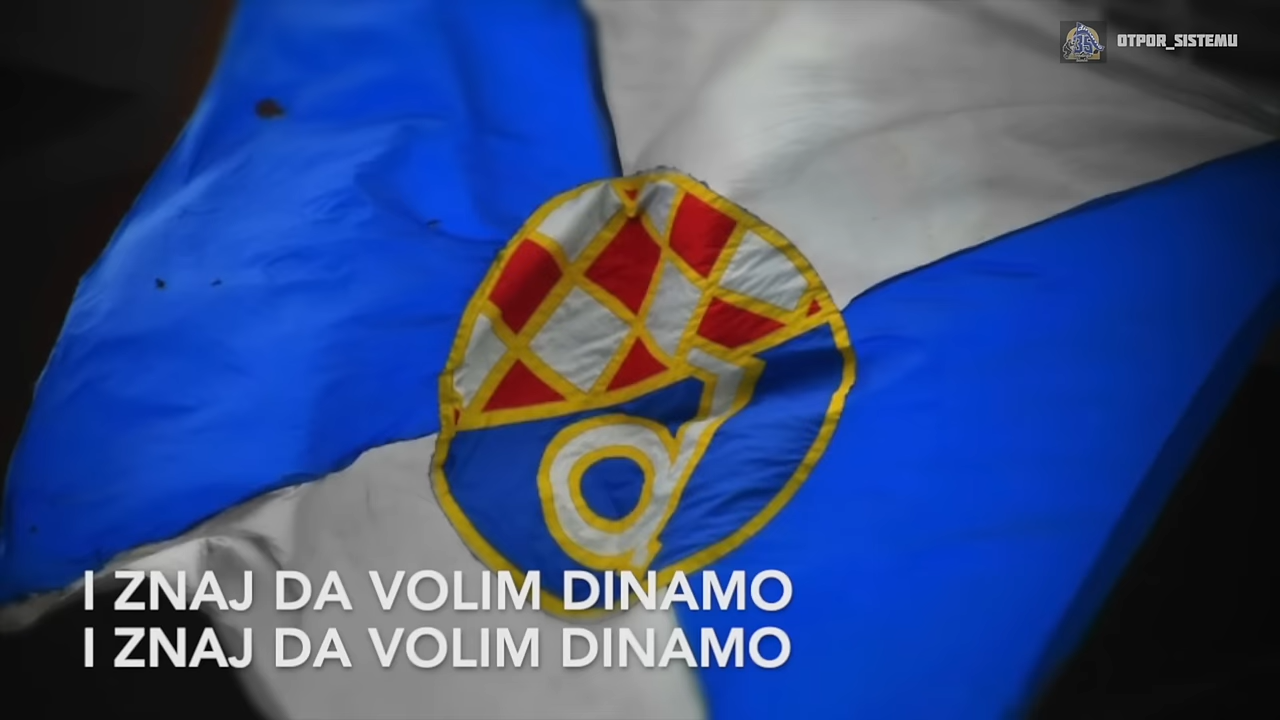 OTPOR_SISTEMU
I ZNAJ DA VOLIM DINAMO
I ZNAJ DA VOLIM DINAMO